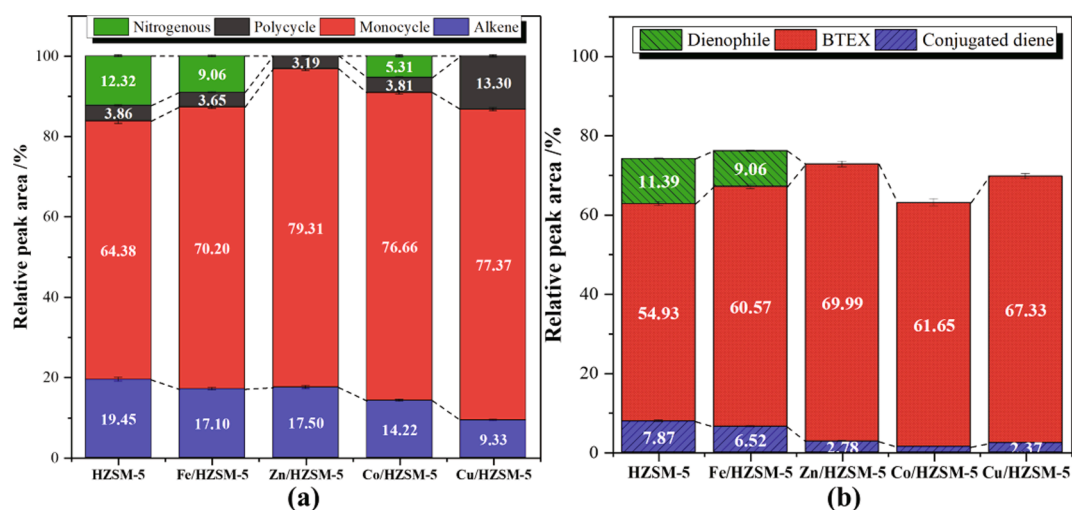 Nitrogenous Polycycle Monocycle Alkene
Relative peak area /%
100
80
60
40
20
0
12.32 9.06 3.19 5.31 13.30
3.86 3.65 3.81
64.38 70.20 79.31 76.66 77.37
19.45 17.10 17.50 14.22 9.33
HZSM-5 Fe/HZSM-5 Zn/HZSM-5 Co/HZSM-5 Cu/HZSM-5
(a)
Dienophile BTEX Conjugated diene
Relative peak area /%
100
80
60
40
20
0
11.39 9.06
54.93 60.57 69.99 61.65 67.33
7.87 6.52 2.78 2.37
HZSM-5 Fe/HZSM-5 Zn/HZSM-5 Co/HZSM-5 Cu/HZSM-5
(b)